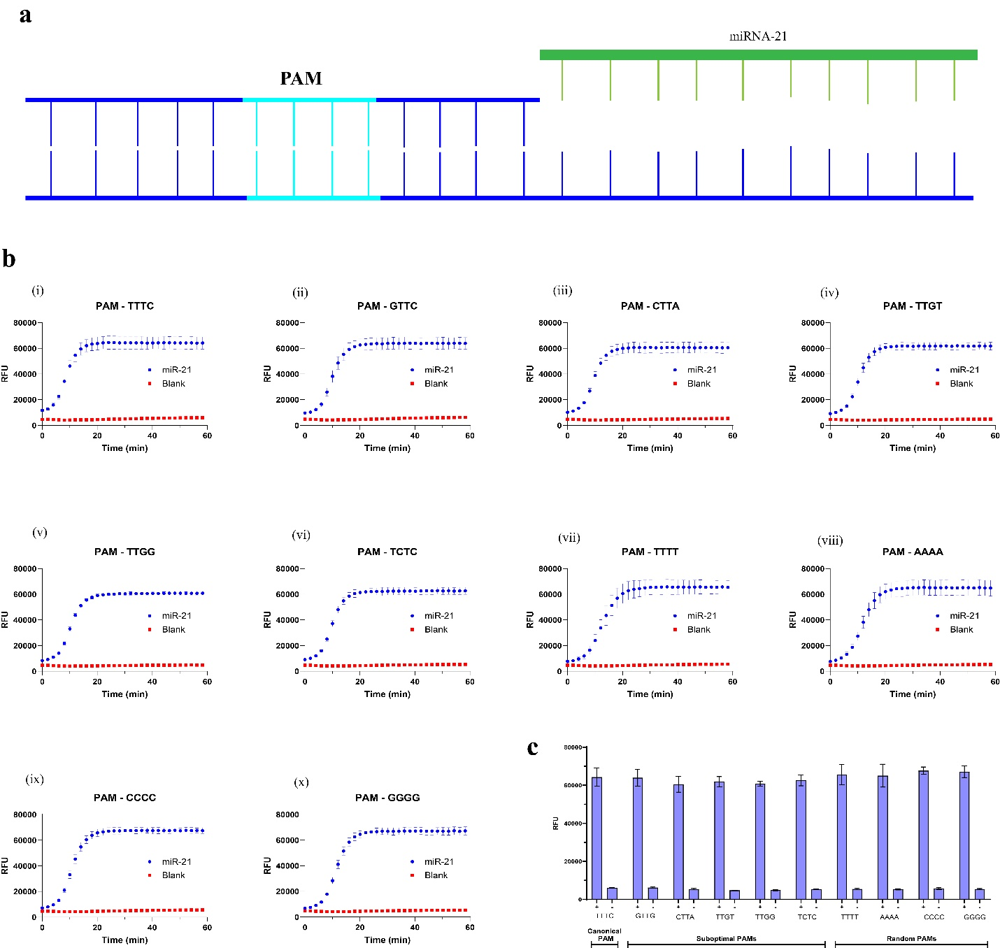 a
miRNA-21
PAM
b
(i)
PAM - TTTC
80000
60000
40000
20000
0
RFU
miR-21
Blank
0 20 40 60
Time (min)
(ii)
PAM - GTTC
80000
60000
40000
20000
0
RFU
miR-21
Blank
0 20 40 60
Time (min)
(iii)
PAM - CTTA
80000
60000
40000
20000
0
RFU
miR-21
Blank
0 20 40 60
Time (min)
(iv)
PAM - TTGT
80000
60000
40000
20000
0
RFU
miR-21
Blank
0 20 40 60
Time (min)
(v)
PAM - TTGG
80000
60000
40000
20000
0
RFU
miR-21
Blank
0 20 40 60
Time (min)
(vi)
PAM - TCTC
80000
60000
40000
20000
0
RFU
miR-21
Blank
0 20 40 60
Time (min)
(vii)
PAM - TTTT
80000
60000
40000
20000
0
RFU
miR-21
Blank
0 20 40 60
Time (min)
(viii)
PAM - AAAA
80000
60000
40000
20000
0
RFU
miR-21
Blank
0 20 40 60
Time (min)
(ix)
PAM - CCCC
80000
60000
40000
20000
0
RFU
miR-21
Blank
0 20 40 60
Time (min)
(x)
PAM - GGGG
80000
60000
40000
20000
0
RFU
miR-21
Blank
0 20 40 60
Time (min)
c
80000
60000
40000
20000
0
RFU
+ - + - + - + - + - + - + - + - + - + -
TTTC GTTG CTTA TTGT TTGG TCTC TTTT AAAA CCCC GGGG
Canonical
PAM Suboptimal PAMs Random PAMs